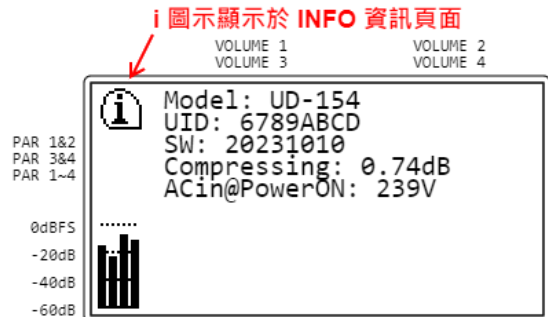 i 圖示顯示於 INFO 資訊頁面
VOLUME 1 VOLUME 2
VOLUME 3 VOLUME 4
i
Model: UD-154
UID: 6789ABCD
SW: 20231010
Compressing: 0.74dB
ACin@PowerON: 239V
PAR 1&2
PAR 3&4
PAR 1~4
0dBFS
-20dB
-40dB
-60dB